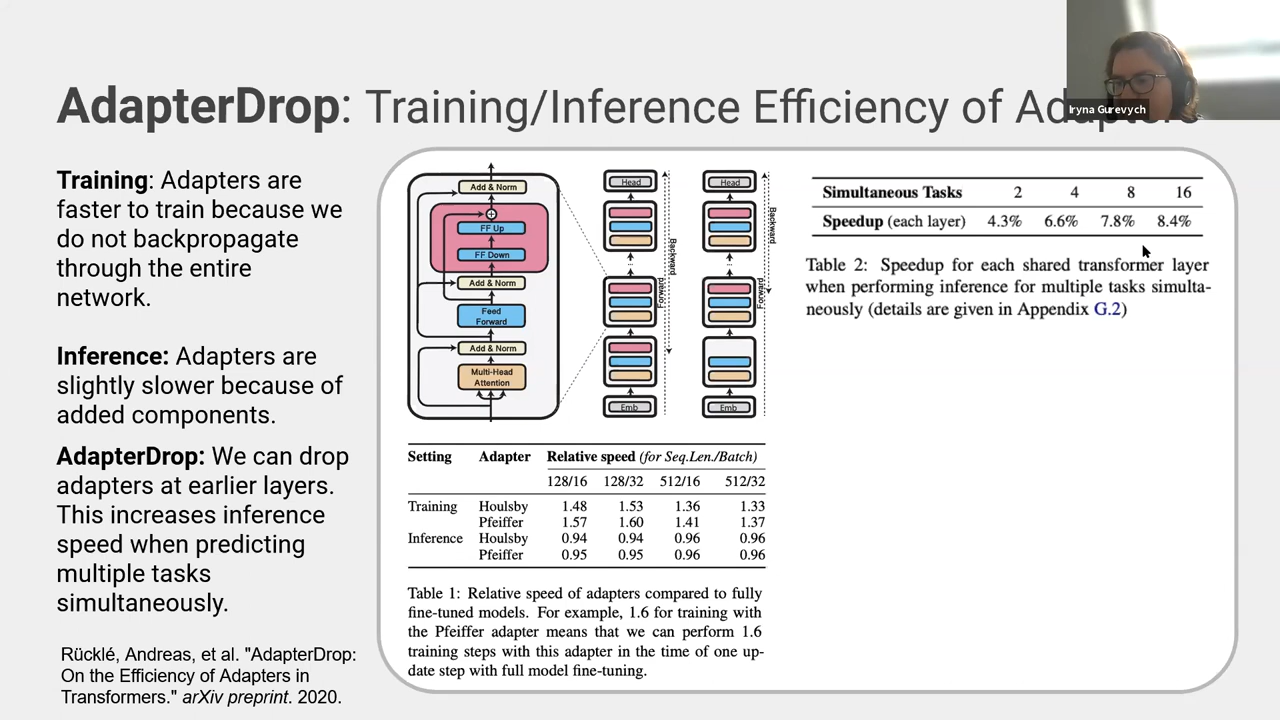 AdapterDrop: Training/Inference Efficiency of Adapters
Iryna Gurevych
Training: Adapters are
faster to train because we
do not backpropagate
through the entire
network.
Inference: Adapters are
slightly slower because of
added components.
AdapterDrop: We can drop
adapters at earlier layers.
This increases inference
speed when predicting
multiple tasks
simultaneously.
Rücklé, Andreas, et al. "AdapterDrop:
On the Efficiency of Adapters in
Transformers." arXiv preprint. 2020.
Add & Norm
FF Up
FF Down
Add & Norm
Feed
Forward
Add & Norm
Multi-Head
Attention
Head
...
Emb
Backward
Forward
Head
...
Emb
Backward
Forward
Setting Adapter Relative speed (for Seq.Len./Batch)
128/16 128/32 512/16 512/32
Training Houlsby 1.48 1.53 1.36 1.33
Pfeiffer 1.57 1.60 1.41 1.37
Inference Houlsby 0.94 0.94 0.96 0.96
Pfeiffer 0.95 0.95 0.96 0.96
Table 1: Relative speed of adapters compared to fully
fine-tuned models. For example, 1.6 for training with
the Pfeiffer adapter means that we can perform 1.6
training steps with this adapter in the time of one up-
date step with full model fine-tuning.
Simultaneous Tasks 2 4 8 16
Speedup (each layer) 4.3% 6.6% 7.8% 8.4%
Table 2: Speedup for each shared transformer layer
when performing inference for multiple tasks simulta-
neously (details are given in Appendix G.2)